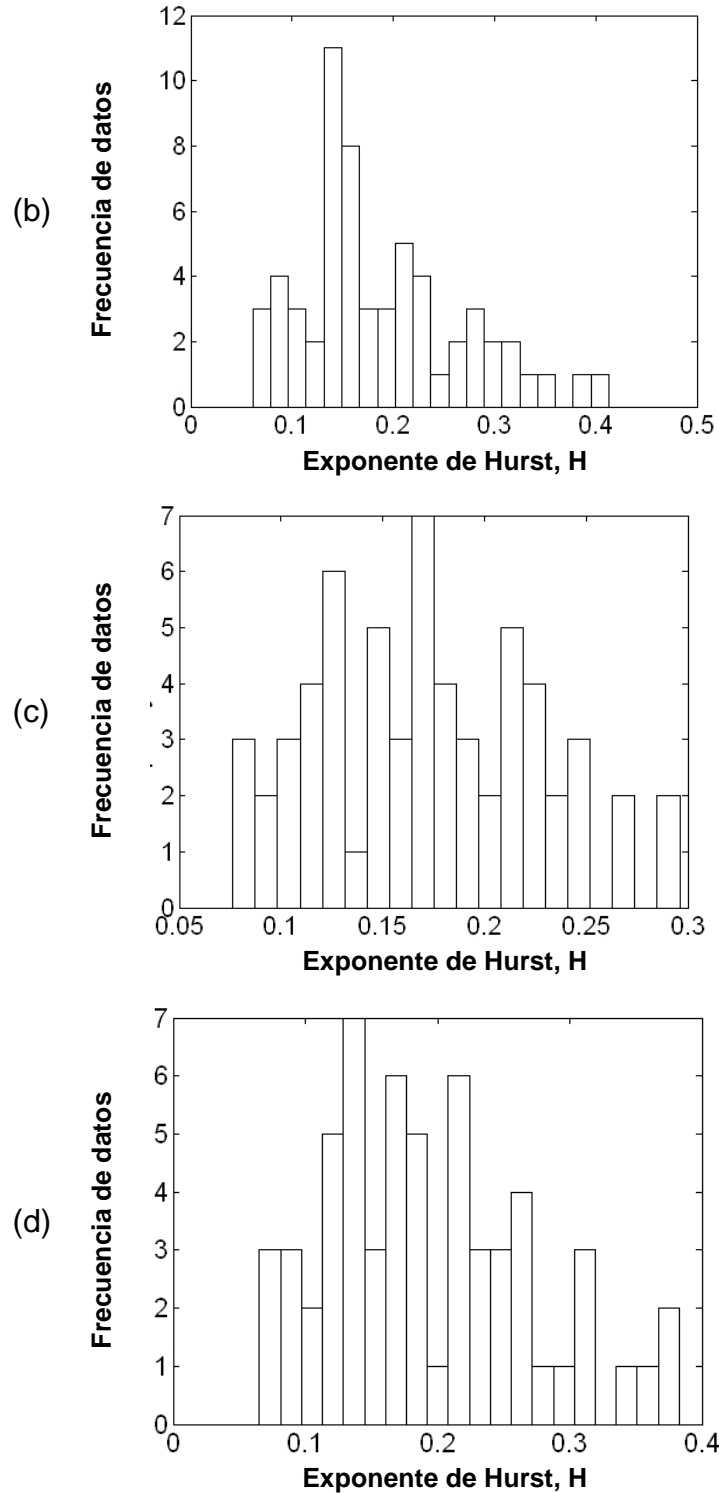 (b)
Frecuencia de datos
12
10
8
6
4
2
0
0 0.1 0.2 0.3 0.4 0.5
Exponente de Hurst, H
(c)
Frecuencia de datos
7
6
5
4
3
2
1
0
0.05 0.1 0.15 0.2 0.25 0.3
Exponente de Hurst, H
(d)
Frecuencia de datos
7
6
5
4
3
2
1
0
0 0.1 0.2 0.3 0.4
Exponente de Hurst, H